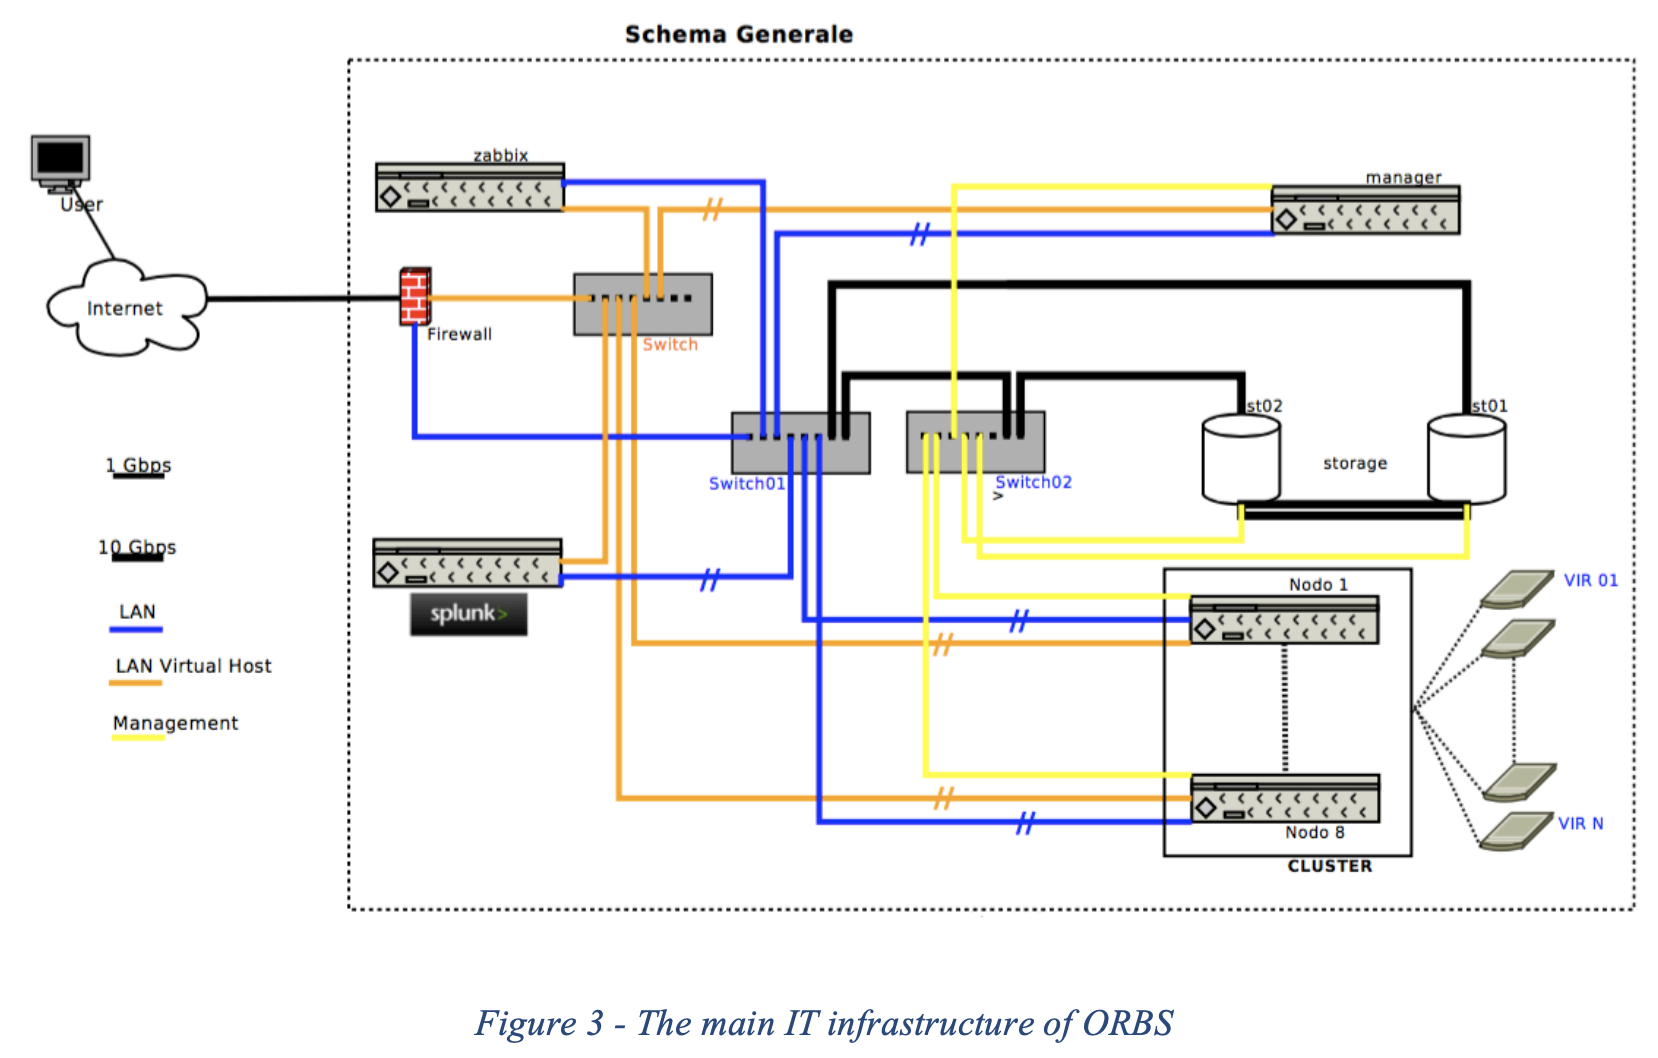 Schema Generale
zabbix
manager
User
Internet
Firewall
Switch
st02
st01
storage
Switch01
Switch02
>
1 Gbps
10 Gbps
LAN
LAN Virtual Host
Management
splunk>
Nodo 1
VIR 01
Nodo 8
VIR N
CLUSTER
Figure 3 - The main IT infrastructure of ORBS